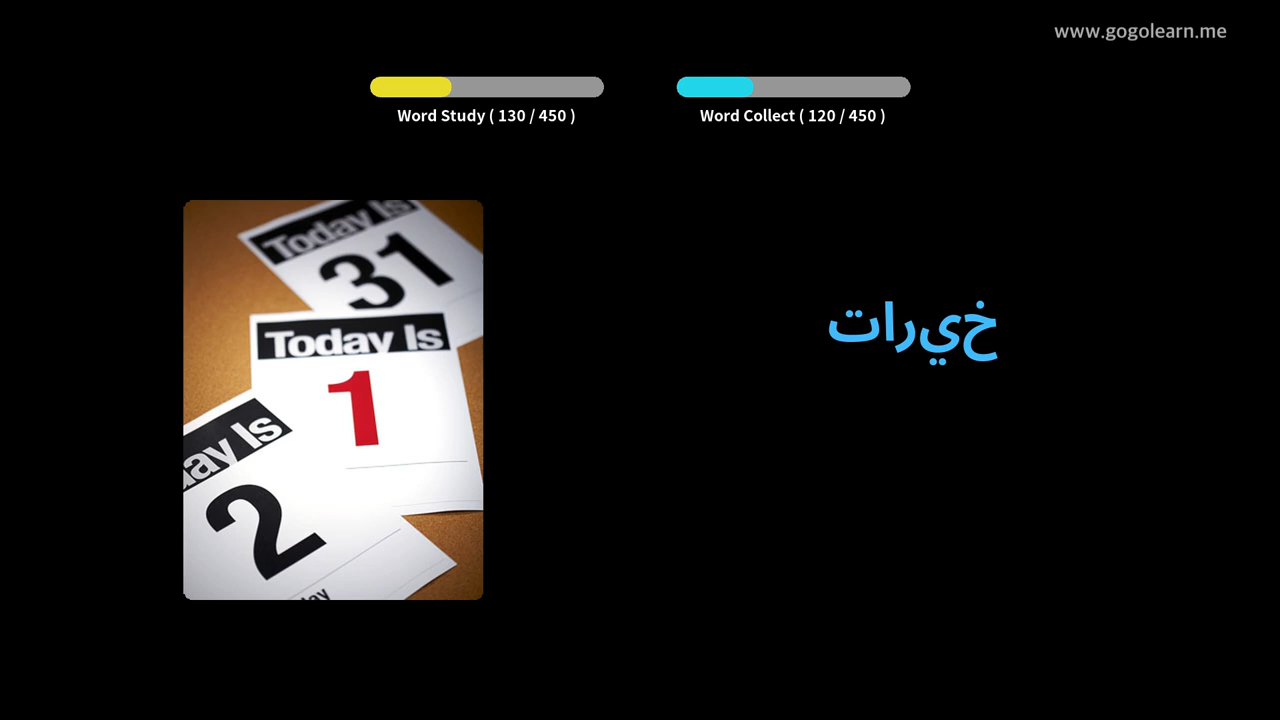 www.gogolearn.me
Word Study ( 130 / 450 )
Word Collect ( 120 / 450 )
Today Is
31
Today Is
1
ay Is
2
تاريخ